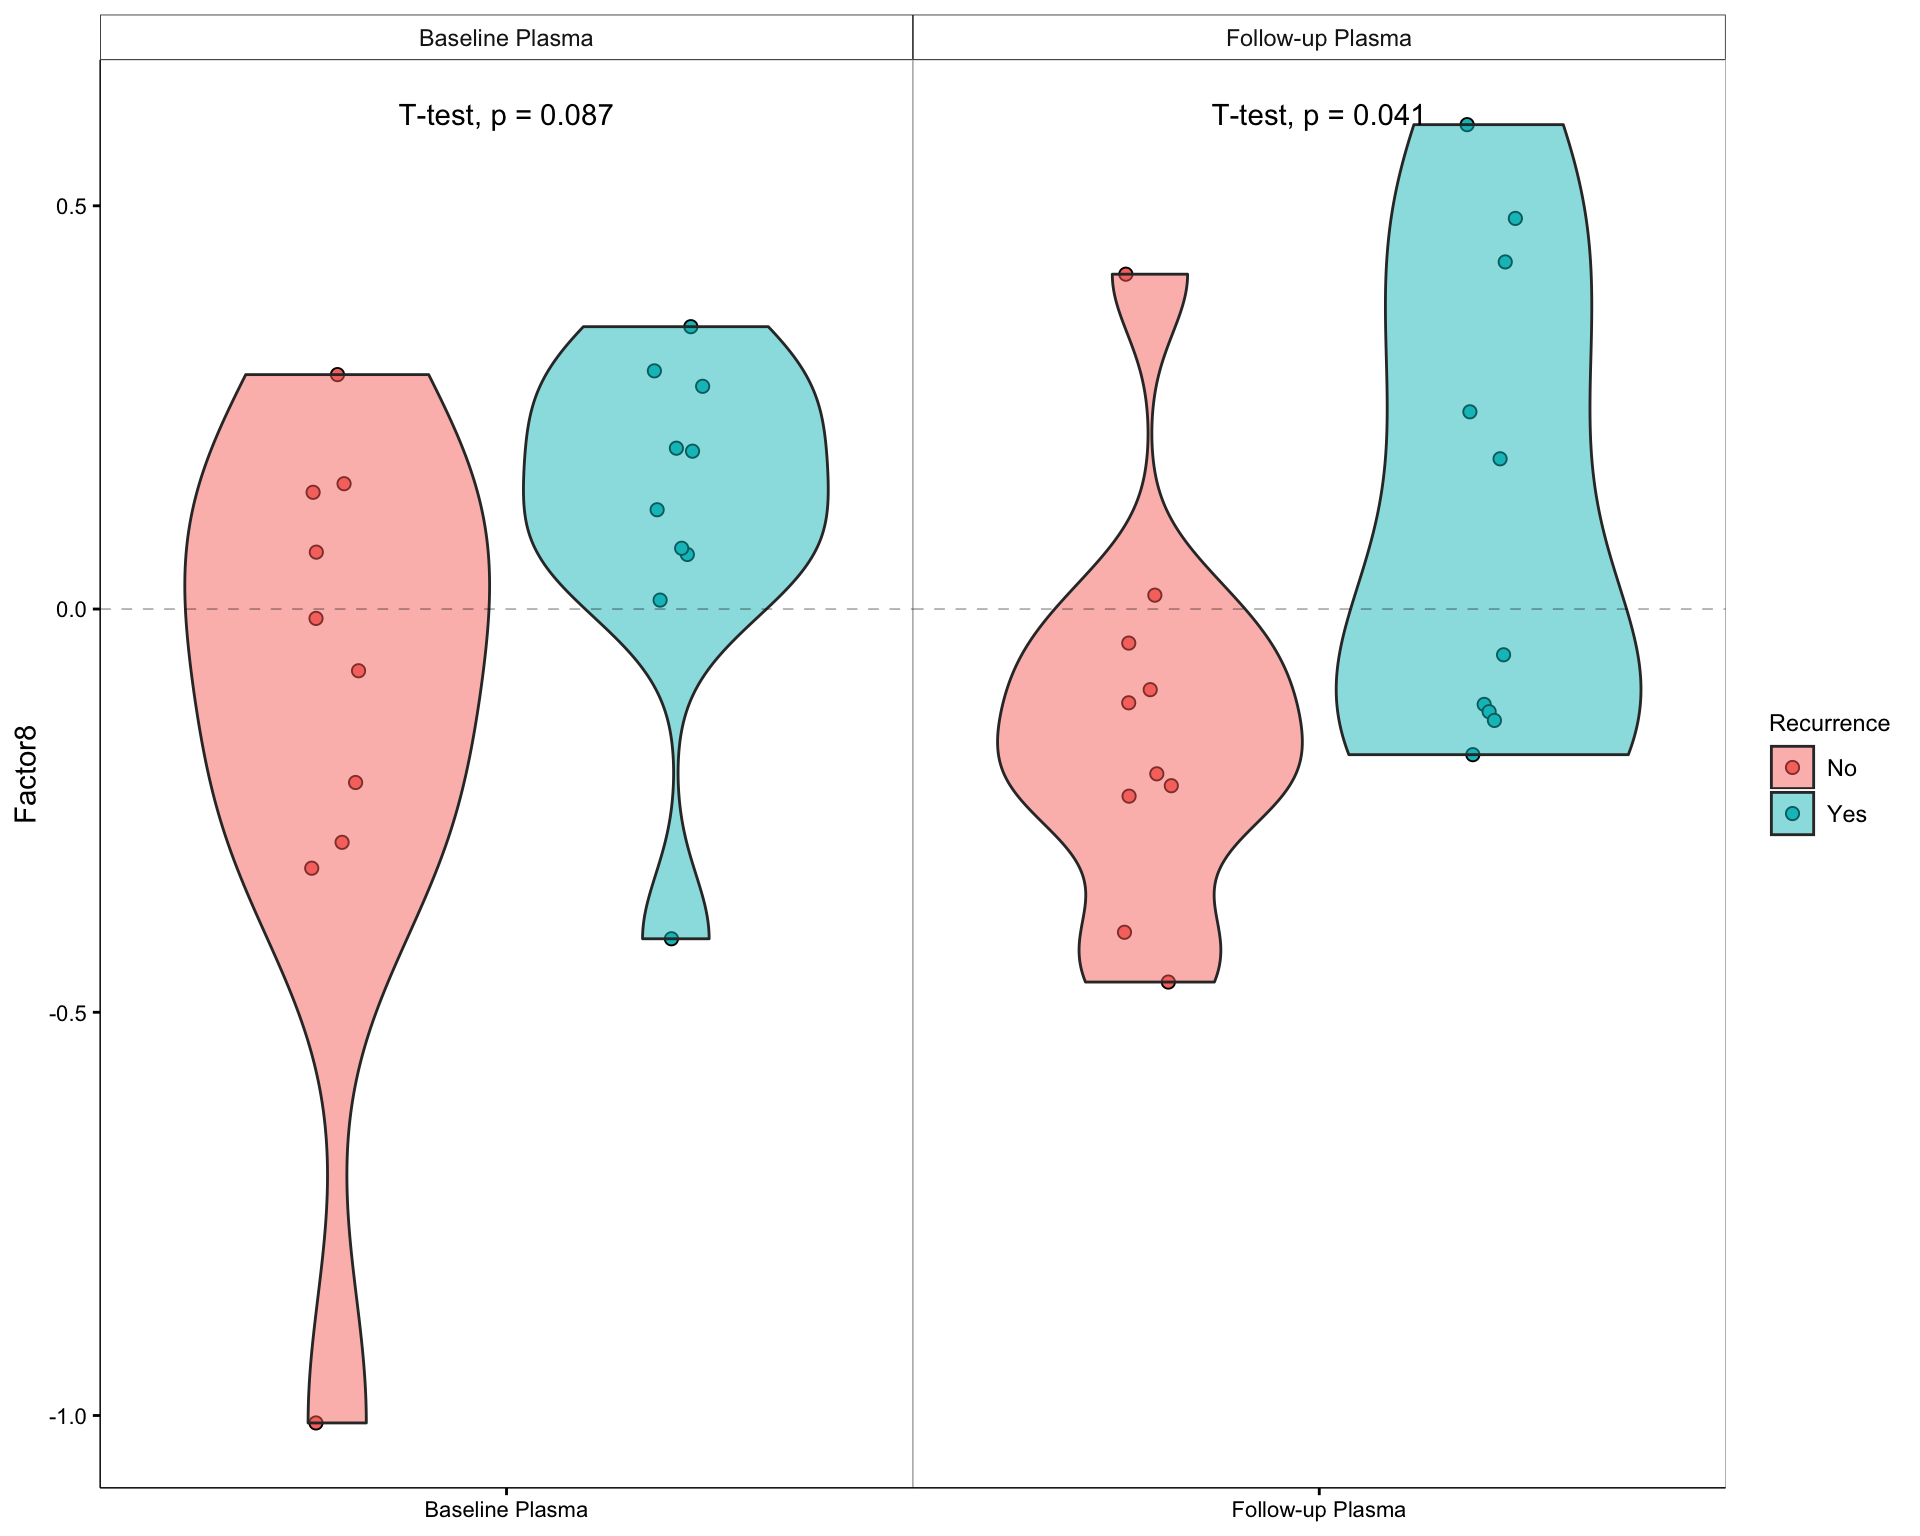 Baseline Plasma
Follow-up Plasma
T-test, p = 0.087
T-test, p = 0.041
0.5
0.0
-0.5
-1.0
Factor8
Baseline Plasma
Follow-up Plasma
Recurrence
No
Yes